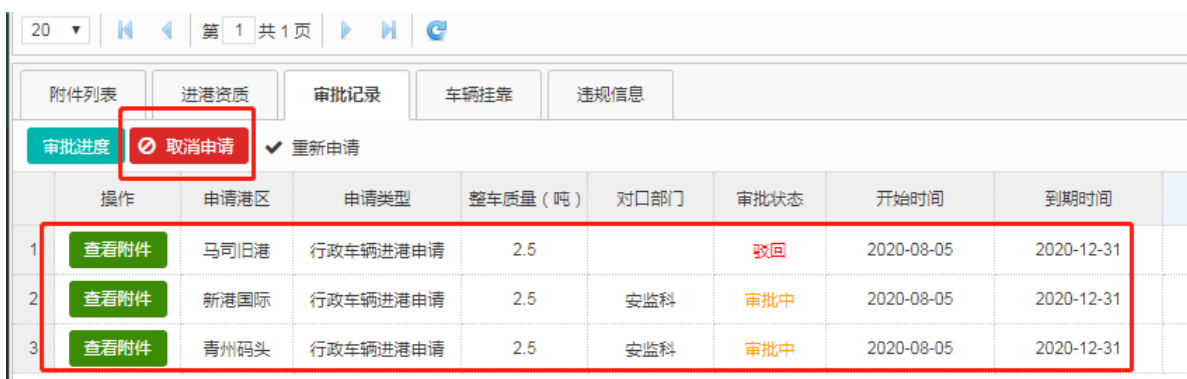 20 第 1 共1页
附件列表 进港资质 审批记录 车辆挂靠 违规信息
审批进度 取消申请 重新申请
操作 申请港区 申请类型 整车质量（吨） 对口部门 审批状态 开始时间 到期时间
1 查看附件 马司旧港 行政车辆进港申请 2.5 驳回 2020-08-05 2020-12-31
2 查看附件 新港国际 行政车辆进港申请 2.5 安监科 审批中 2020-08-05 2020-12-31
3 查看附件 青州码头 行政车辆进港申请 2.5 安监科 审批中 2020-08-05 2020-12-31